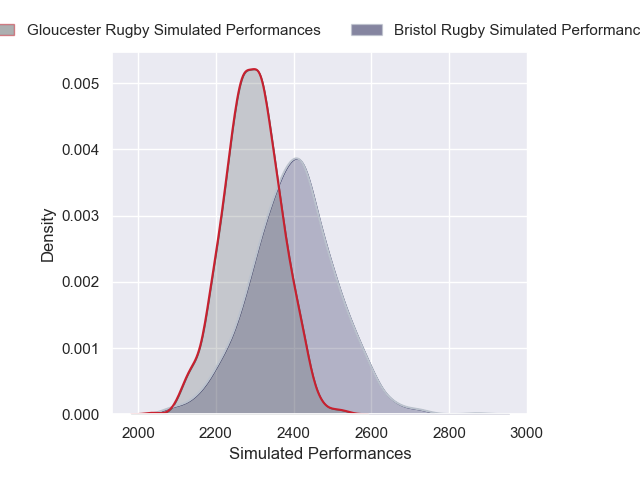 Gloucester Rugby Simulated Performances
Bristol Rugby Simulated Performanc
0.005
0.004
0.003
0.002
0.001
0.000
Density
2000 2200 2400 2600 2800 3000
Simulated Performances